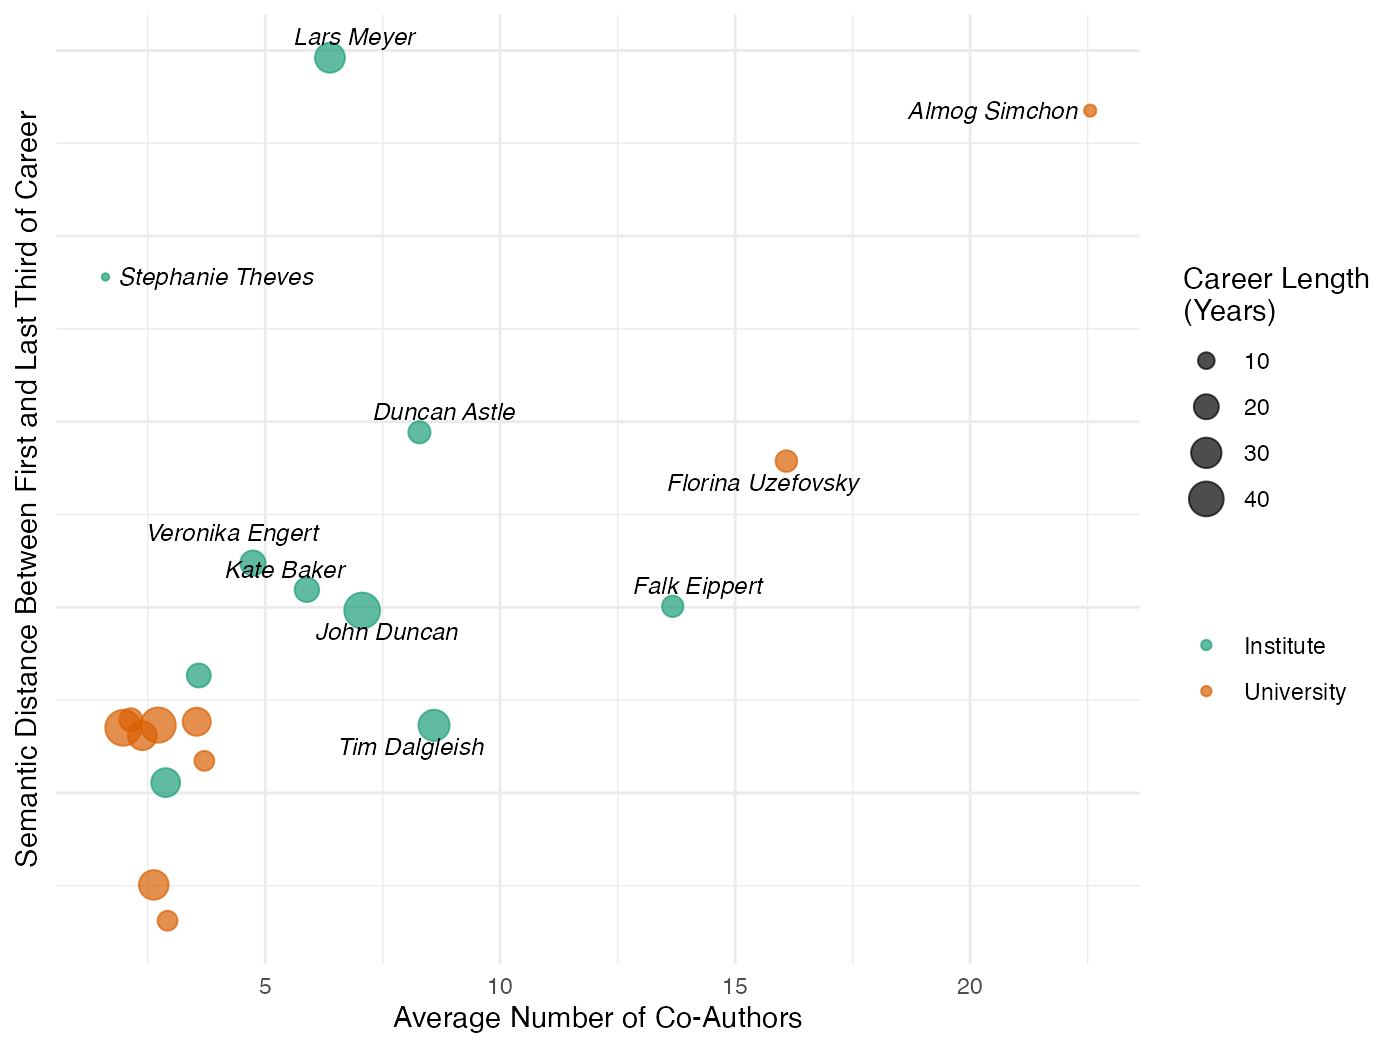 Lars Meyer
Almog Simchon
Stephanie Theves
Duncan Astle
Florina Uzefovsky
Veronika Engert
Kate Baker
Falk Eippert
John Duncan
Tim Dalgleish
Semantic Distance Between First and Last Third of Career
5
10
15
20
Average Number of Co-Authors
Career Length
(Years)
10
20
30
40
Institute
University